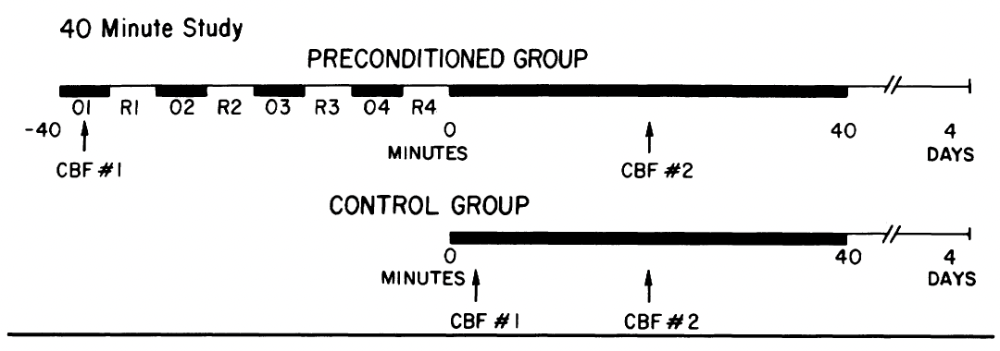 40 Minute Study
PRECONDITIONED GROUP
O1 R1 O2 R2 O3 R3 O4 R4
-40 0 40 4
MINUTES DAYS
CBF #1 CBF #2
CONTROL GROUP
0 40 4
MINUTES DAYS
CBF #1 CBF #2